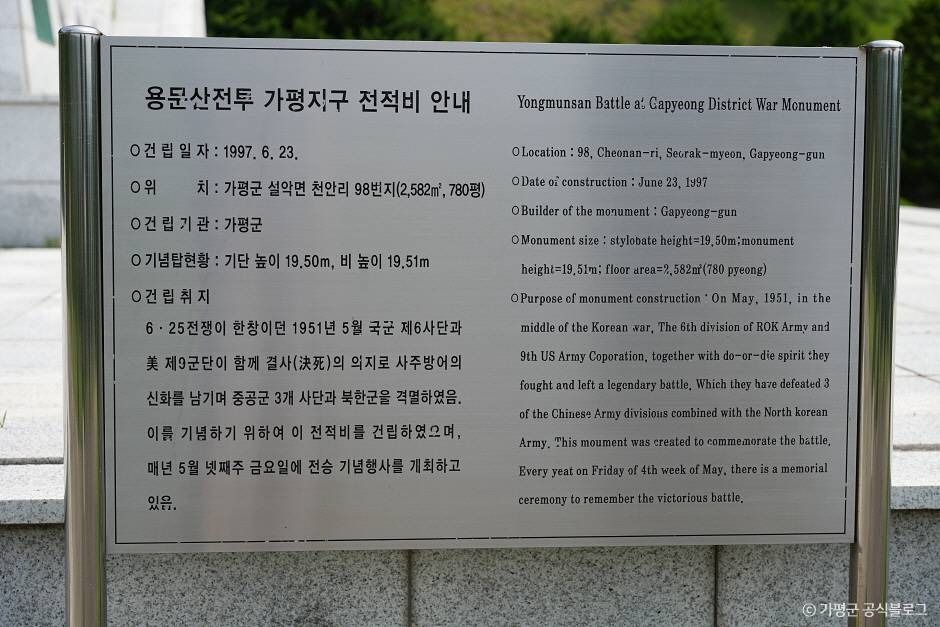 용문산전투 가평지구 전적비 안내
○건 립 일 자 : 1997. 6. 23.
○위 치 : 가평군 설악면 천안리 98번지(2,582㎡, 780평)
○건 립 기 관 : 가평군
○기념탑현황 : 기단 높이 19.50m, 비 높이 19.51m
○건 립 취 지
6 · 25전쟁이 한창이던 1951년 5월 국군 제6사단과
美 제9군단이 함께 결사(決死)의 의지로 사주방어의
신화를 남기며 중공군 3개 사단과 북한군을 격멸하였음.
이를 기념하기 위하여 이 전적비를 건립하였으며,
매년 5월 넷째주 금요일에 전승 기념행사를 개최하고
있음.
Yongmunsan Battle at Gapyeong District War Monument
○Location : 98, Cheonan-ri, Seorak-myeon, Gapyeong-gun
○Date of construction : June 23, 1997
○Builder of the monument : Gapyeong-gun
○Monument size : stylobate height=19.50m;monument
height=19.51m; floor area=2,582㎡(780 pyeong)
○Purpose of monument construction : On May, 1951, in the
middle of the Korean war, The 6th division of ROK Army and
9th US Army Coporation, together with do-or-die spirit they
fought and left a legendary battle. Which they have defeated 3
of the Chinese Army divisions combined with the North korean
Army. This moument was created to commemorate the battle.
Every yeat on Friday of 4th week of May, there is a memorial
ceremony to remember the victorious battle.
© 가평군 공식블로그